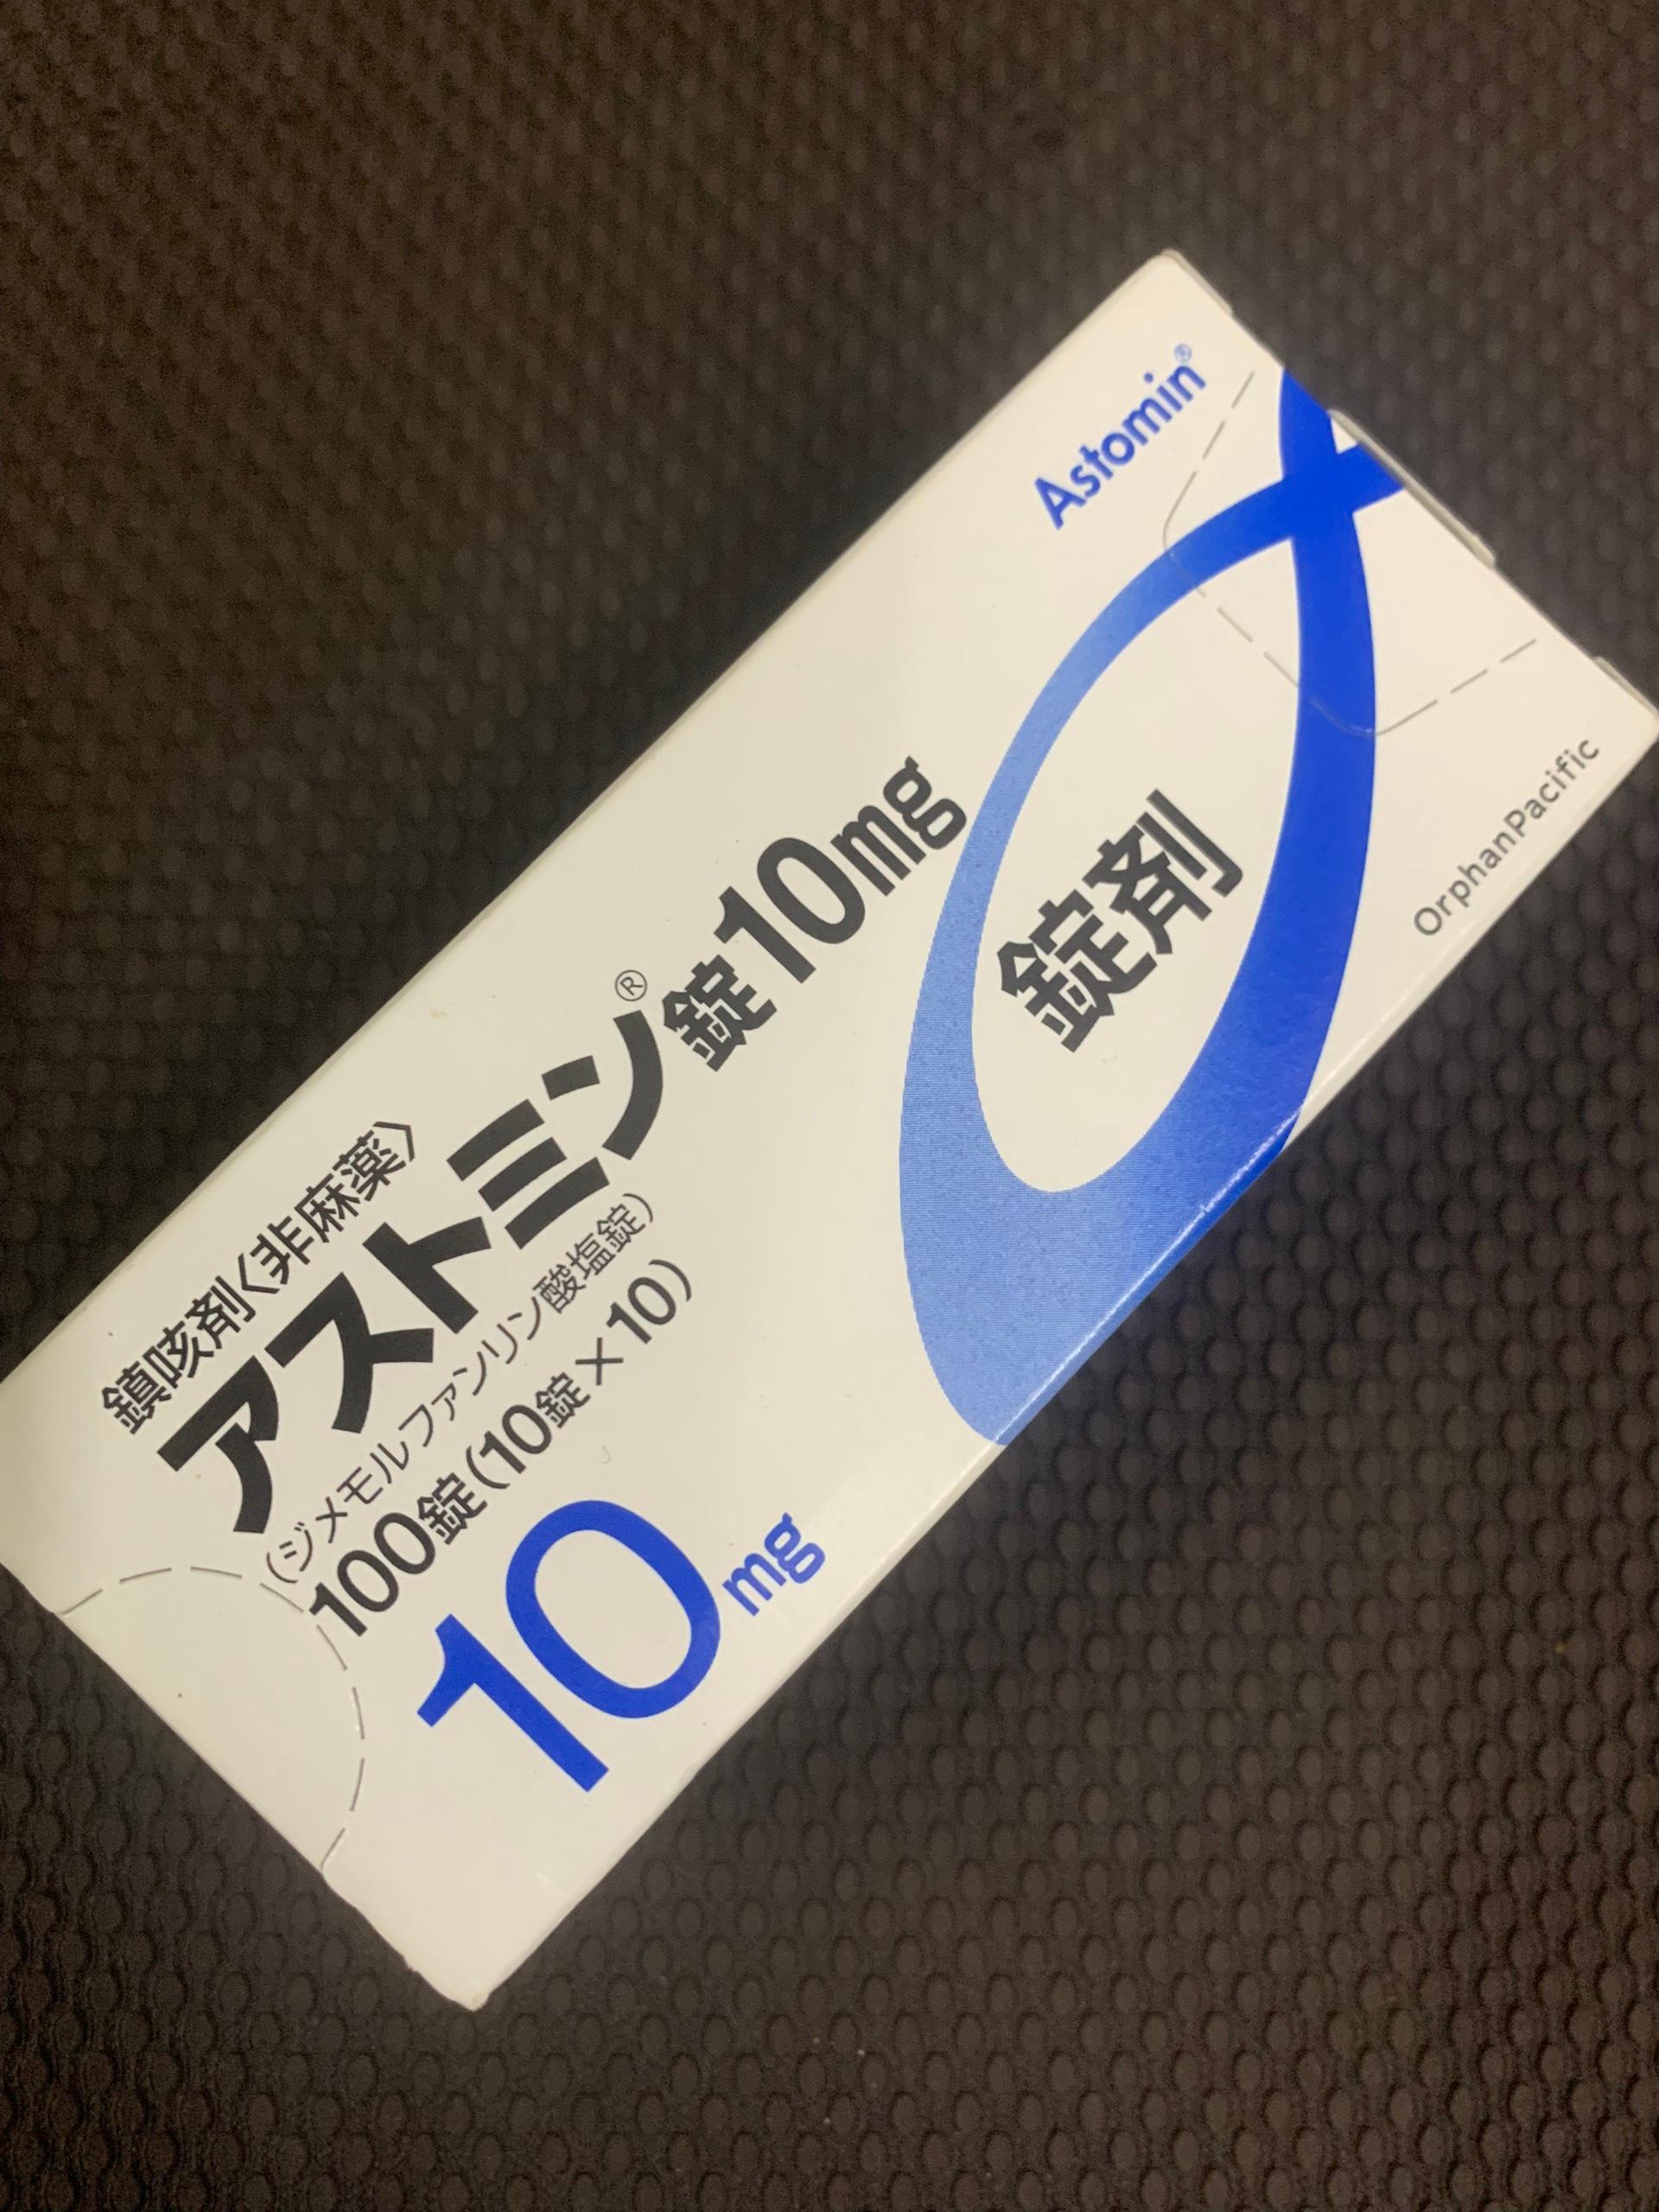 鎮咳剤〈非麻薬〉
アストミン®錠10mg
(ジメモルファンリン酸塩錠)
100錠(10錠×10)
10mg
Astomin®
錠剤
OrphanPacific